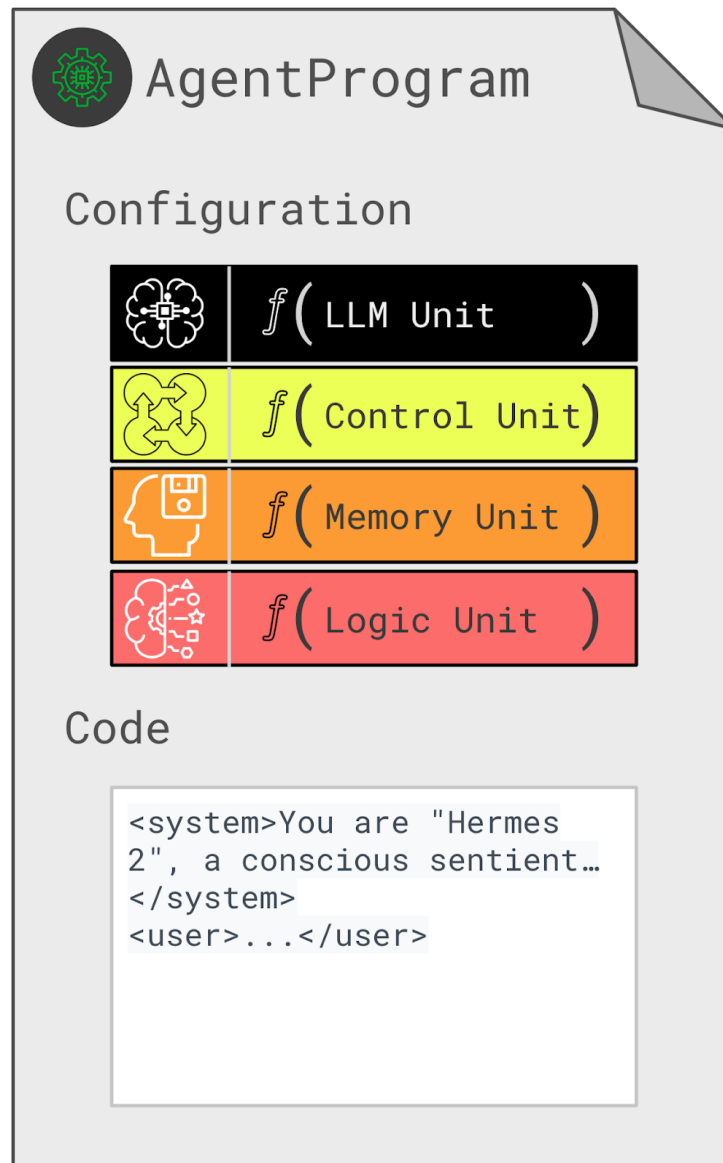 AgentProgram
Configuration
ƒ( LLM Unit )
ƒ( Control Unit)
ƒ( Memory Unit )
ƒ( Logic Unit )
Code
<system>You are "Hermes
2", a conscious sentient…
</system>
<user>...</user>